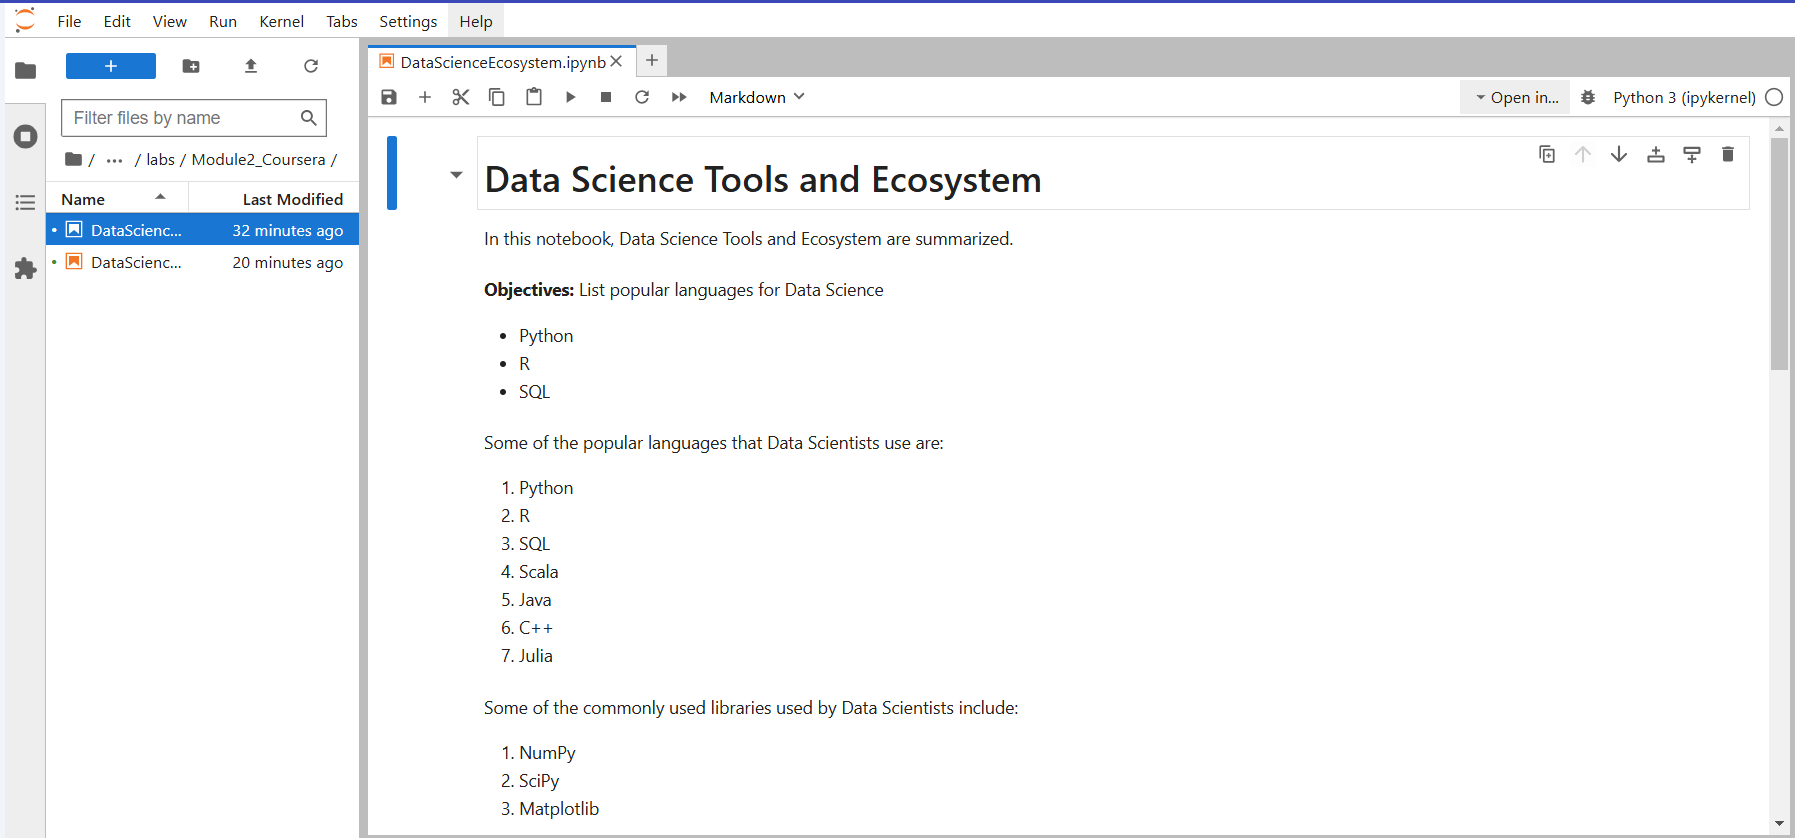 File Edit View Run Kernel Tabs Settings Help
+
Filter files by name
/ ... / labs / Module2_Coursera /
Name Last Modified
DataScienc... 32 minutes ago
DataScienc... 20 minutes ago
DataScienceEcosystem.ipynb
Markdown Open in... Python 3 (ipykernel)
Data Science Tools and Ecosystem
In this notebook, Data Science Tools and Ecosystem are summarized.
Objectives: List popular languages for Data Science
• Python
• R
• SQL
Some of the popular languages that Data Scientists use are:
1. Python
2. R
3. SQL
4. Scala
5. Java
6. C++
7. Julia
Some of the commonly used libraries used by Data Scientists include:
1. NumPy
2. SciPy
3. Matplotlib